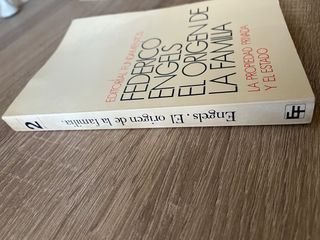 EDITORIAL FUNDAMENTOS
FEDERICO
ENGELS
EL ORIGEN DE
LA FAMILIA
LA PROPIEDAD PRIVADA
Y EL ESTADO
Engels. El origen de la familia.
2